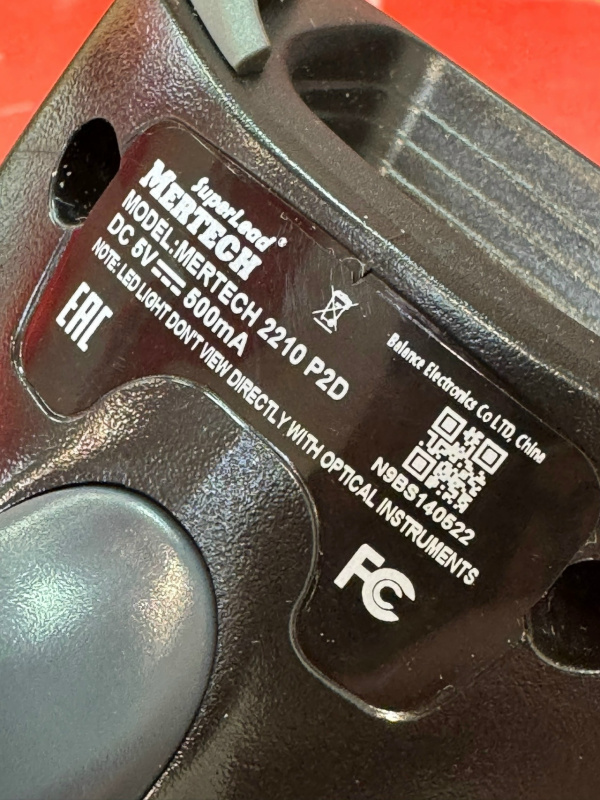 SuperLead®
MERTECH
MODEL:MERTECH 2210 P2D
DC 5V 500mA
NOTE: LED LIGHT DON'T VIEW DIRECTLY WITH OPTICAL INSTRUMENTS
EAC
Balance Electronics Co LTD, China
N9BS140522
FC